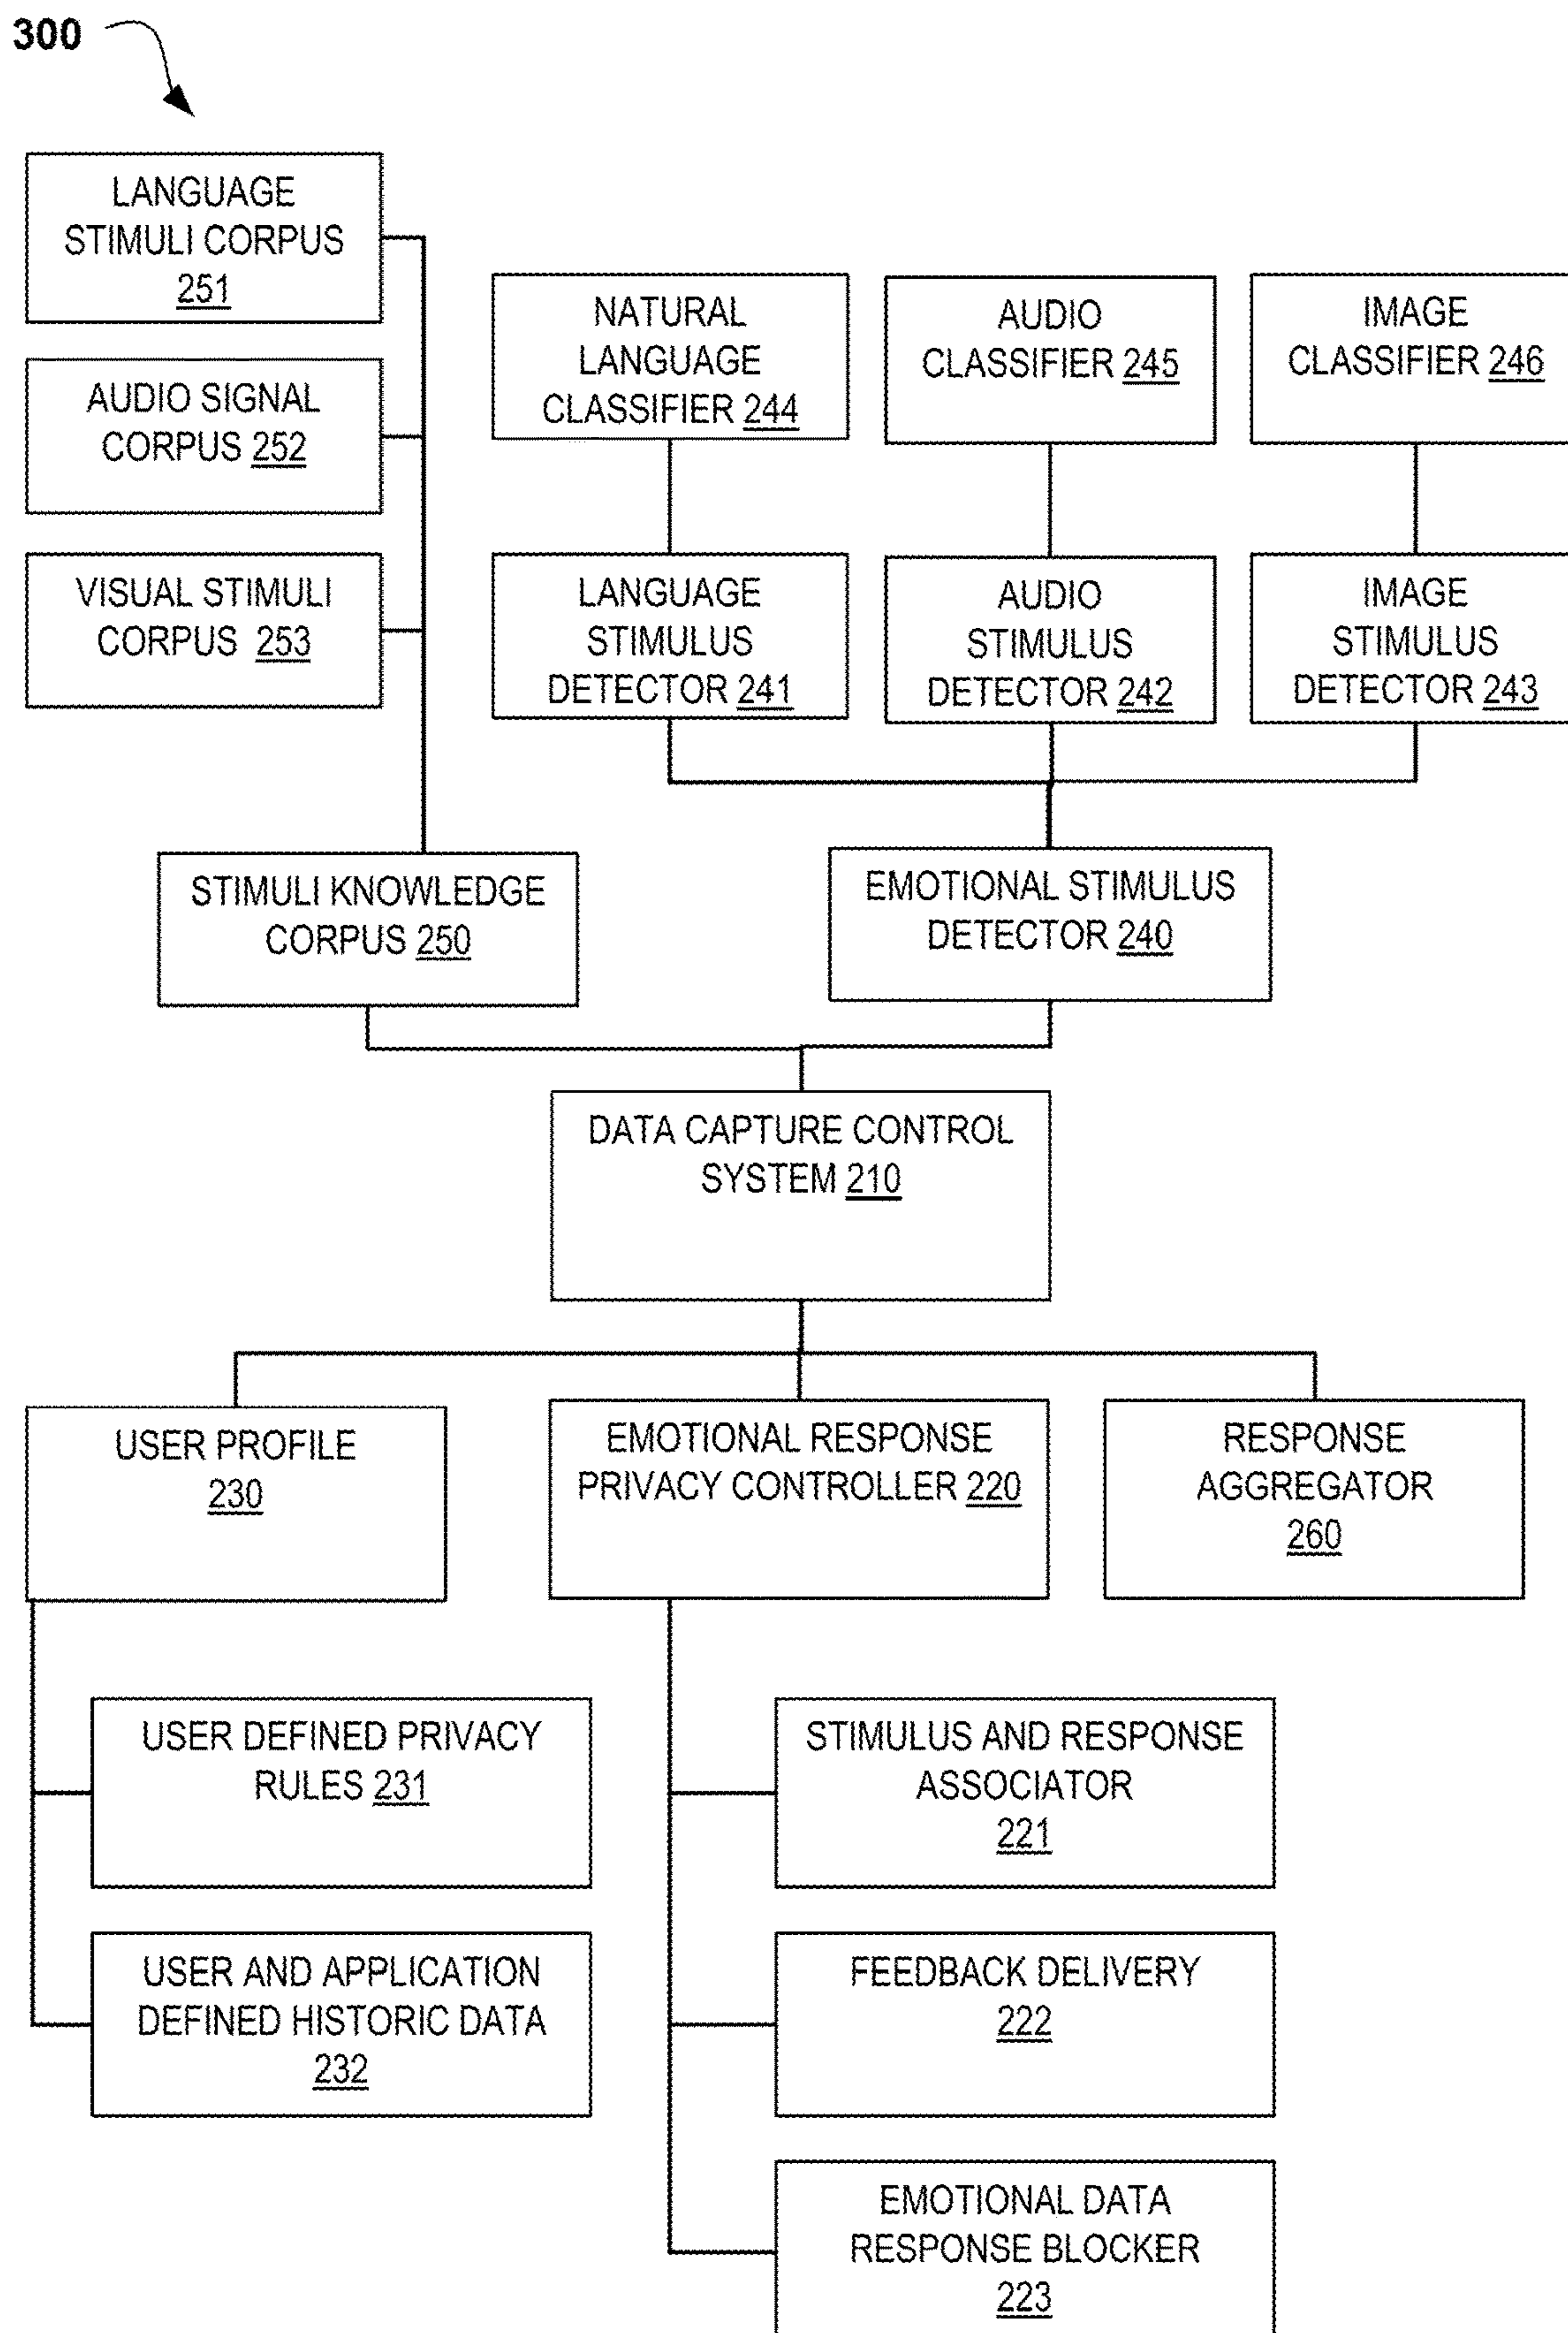 300
LANGUAGE
STIMULI CORPUS
251
AUDIO SIGNAL
CORPUS 252
VISUAL STIMULI
CORPUS 253
NATURAL
LANGUAGE
CLASSIFIER 244
AUDIO
CLASSIFIER 245
IMAGE
CLASSIFIER 246
LANGUAGE
STIMULUS
DETECTOR 241
AUDIO
STIMULUS
DETECTOR 242
IMAGE
STIMULUS
DETECTOR 243
STIMULI KNOWLEDGE
CORPUS 250
EMOTIONAL STIMULUS
DETECTOR 240
DATA CAPTURE CONTROL
SYSTEM 210
USER PROFILE
230
EMOTIONAL RESPONSE
PRIVACY CONTROLLER 220
RESPONSE
AGGREGATOR
260
USER DEFINED PRIVACY
RULES 231
USER AND APPLICATION
DEFINED HISTORIC DATA
232
STIMULUS AND RESPONSE
ASSOCIATOR
221
FEEDBACK DELIVERY
222
EMOTIONAL DATA
RESPONSE BLOCKER
223